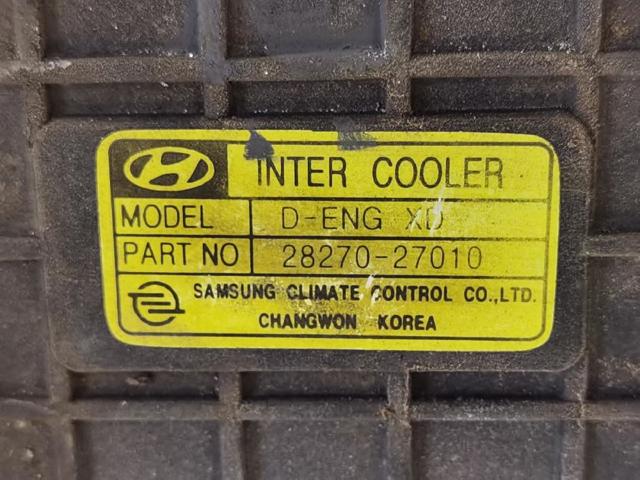 INTER COOLER
MODEL D-ENG XD
PART NO 28270-27010
SAMSUNG CLIMATE CONTROL CO.,LTD.
CHANGWON KOREA